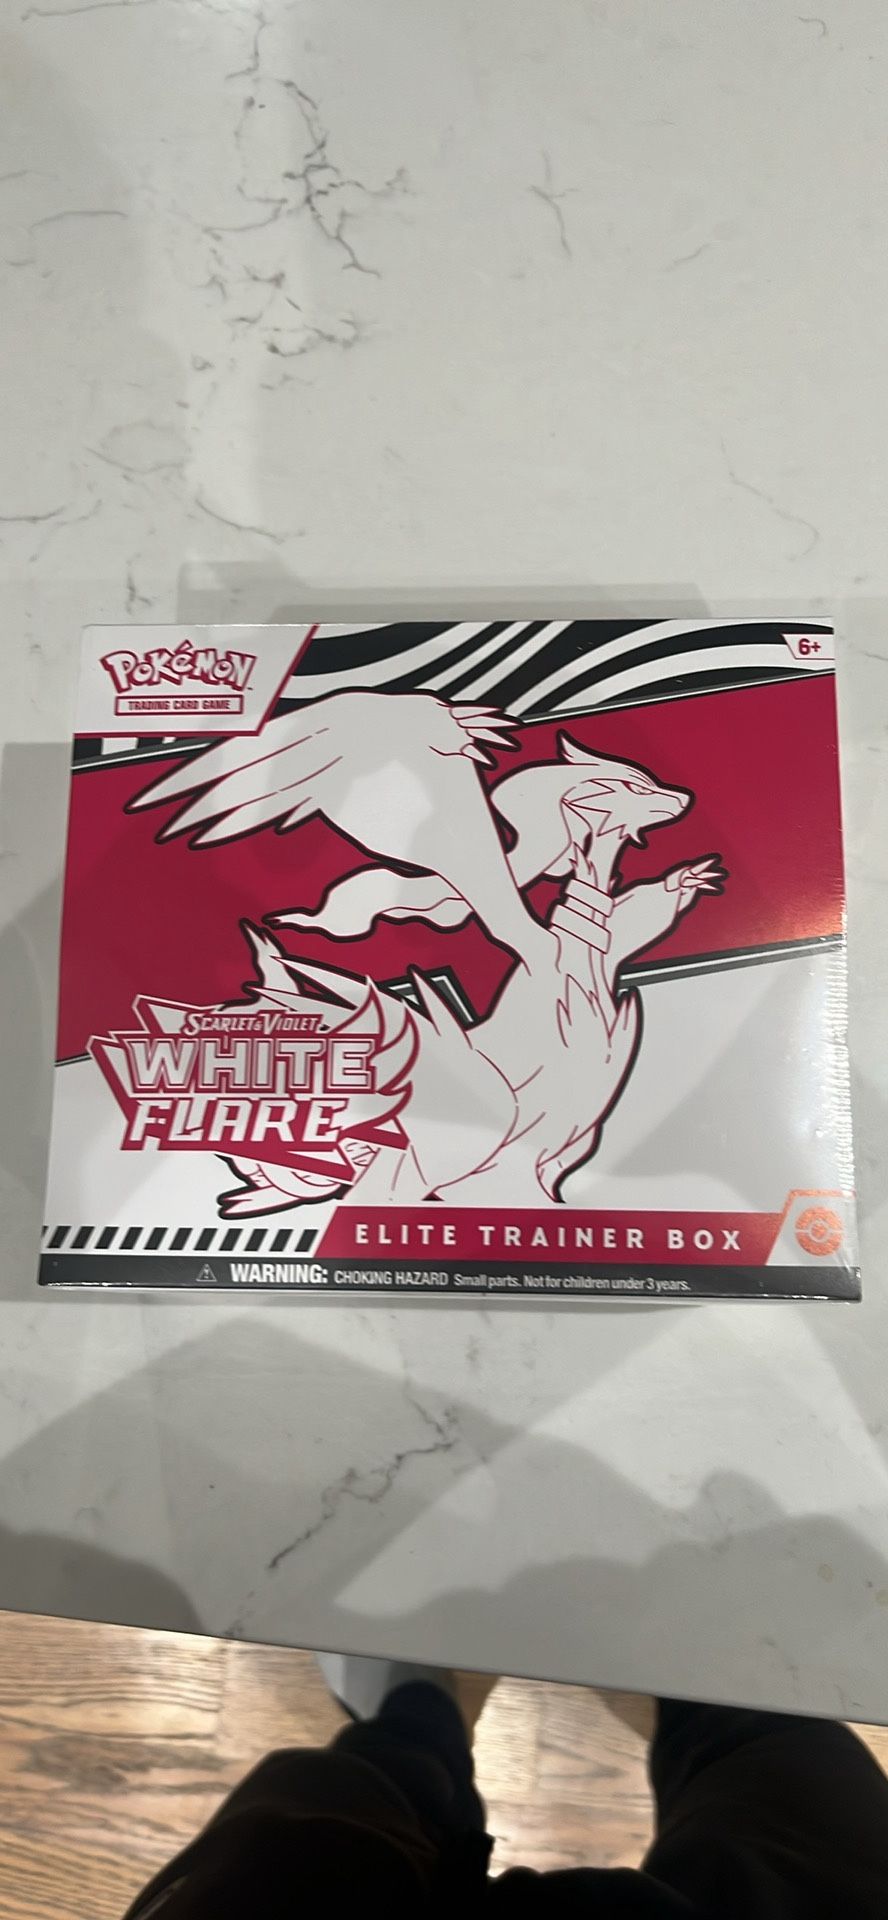 POKéMON
TRADING CARD GAME
6+
SCARLET & VIOLET
WHITE
FLARE
ELITE TRAINER BOX
WARNING: CHOKING HAZARD Small parts. Not for children under 3 years.